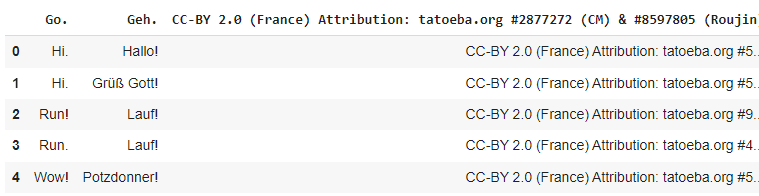 Go. Geh. CC-BY 2.0 (France) Attribution: tatoeba.org #2877272 (CM) & #8597805 (Roujin
0 Hi. Hallo! CC-BY 2.0 (France) Attribution: tatoeba.org #5..
1 Hi. Grüß Gott! CC-BY 2.0 (France) Attribution: tatoeba.org #5..
2 Run! Lauf! CC-BY 2.0 (France) Attribution: tatoeba.org #9..
3 Run. Lauf! CC-BY 2.0 (France) Attribution: tatoeba.org #4..
4 Wow! Potzdonner! CC-BY 2.0 (France) Attribution: tatoeba.org #5..